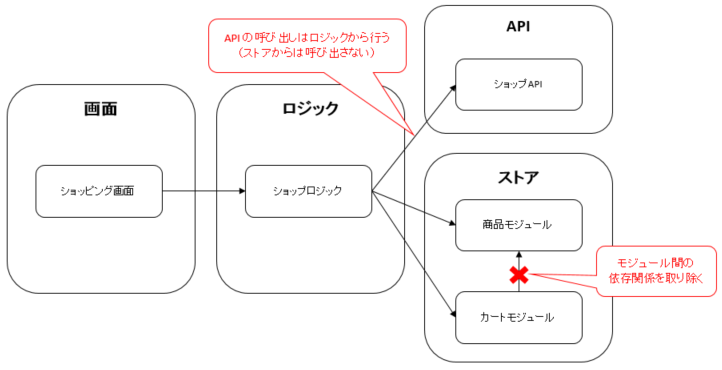 APIの呼び出しはロジックから行う
（ストアからは呼び出さない）
API
ショップAPI
画面
ロジック
ショッピング画面
ショップロジック
ストア
商品モジュール
モジュール間の
依存関係を取り除く
カートモジュール